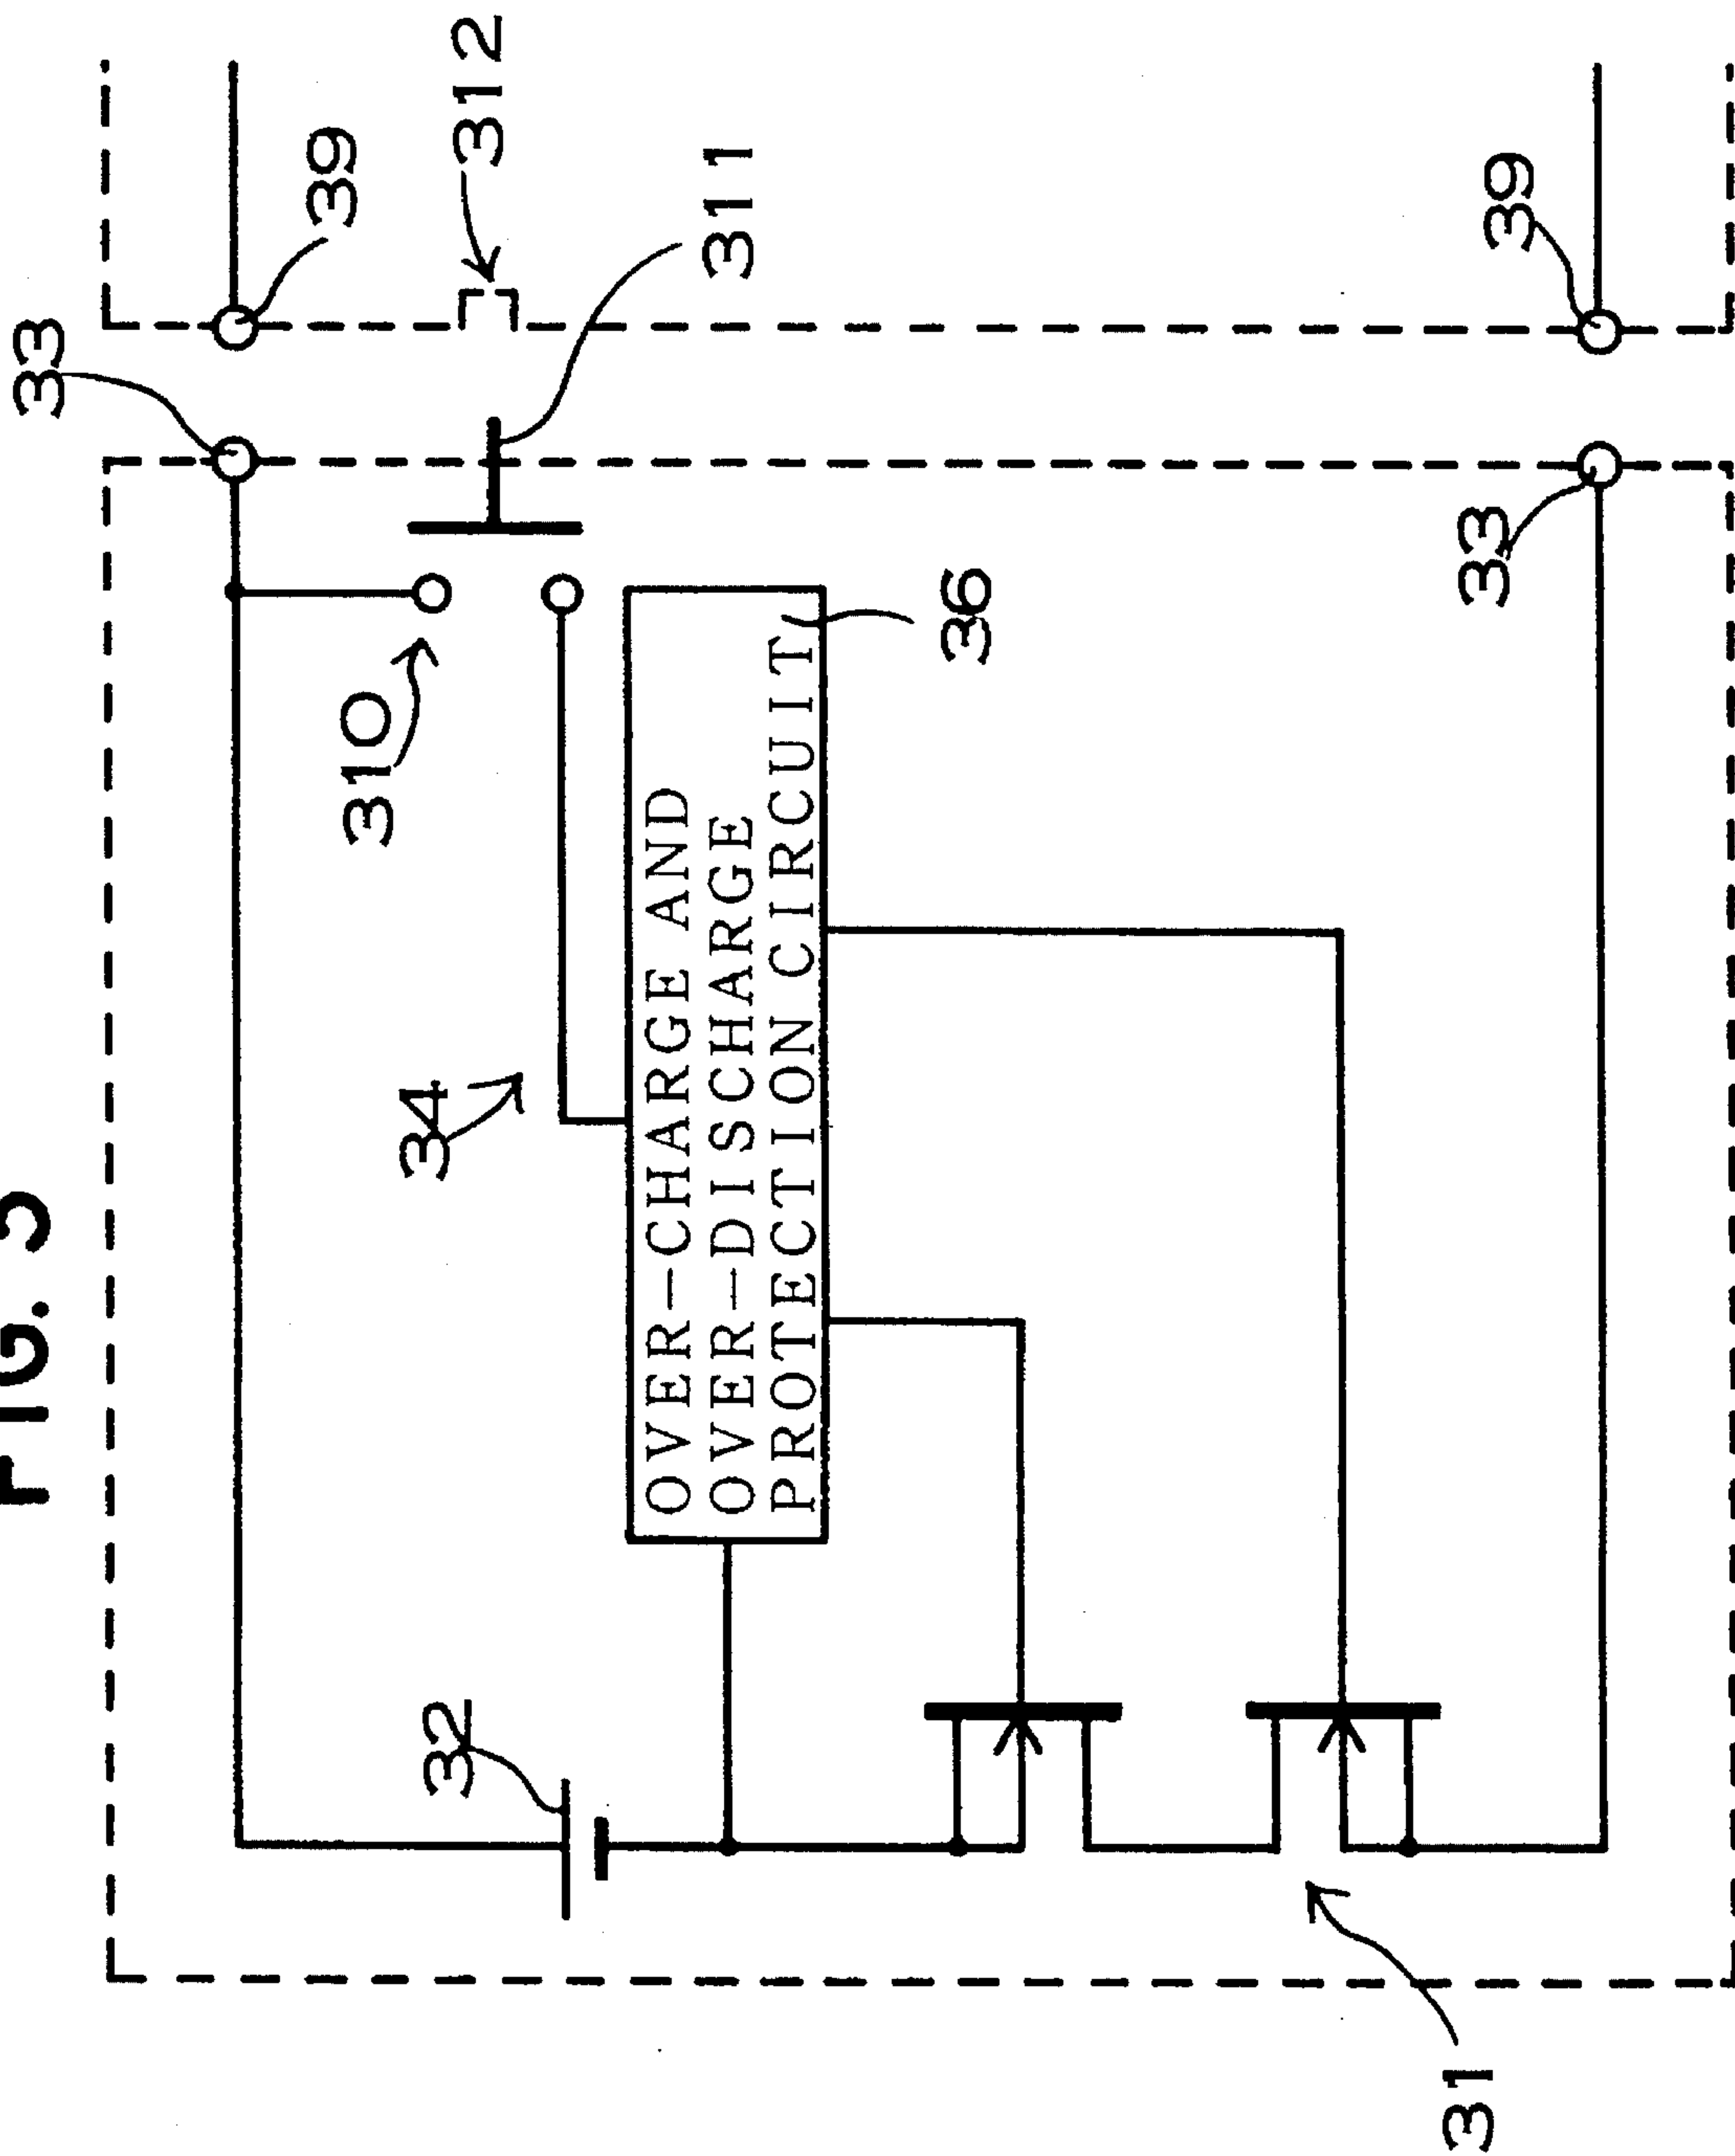 FIG.
33
39
310
34
32
312
OVER-CHARGE AND
OVER-DISCHARGE
PROTECTION CIRCUIT
311
36
31
33
39